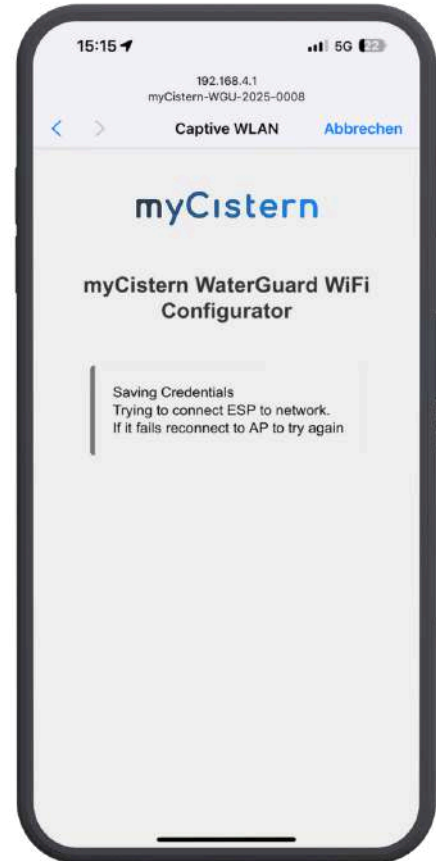 15:15
5G 22
192.168.4.1
myCistern-WGU-2025-0008
Captive WLAN Abbrechen
myCistern
myCistern WaterGuard WiFi
Configurator
Saving Credentials
Trying to connect ESP to network.
If it fails reconnect to AP to try again